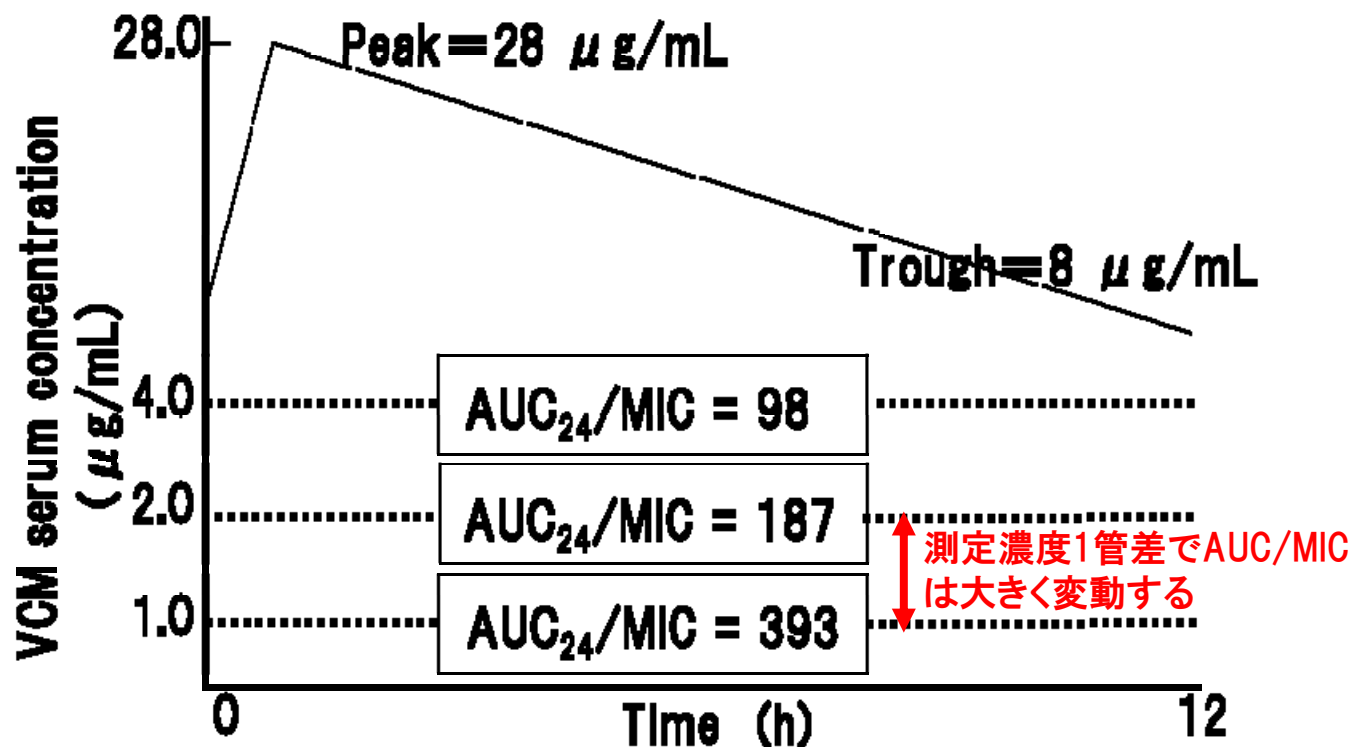 28.0
Peak=28 μg/mL
Trough=8 μg/mL
VCM serum concentration
(μg/mL)
4.0
AUC₂₄/MIC = 98
2.0
AUC₂₄/MIC = 187
測定濃度1管差でAUC/MIC
は大きく変動する
1.0
AUC₂₄/MIC = 393
0
Time (h)
12